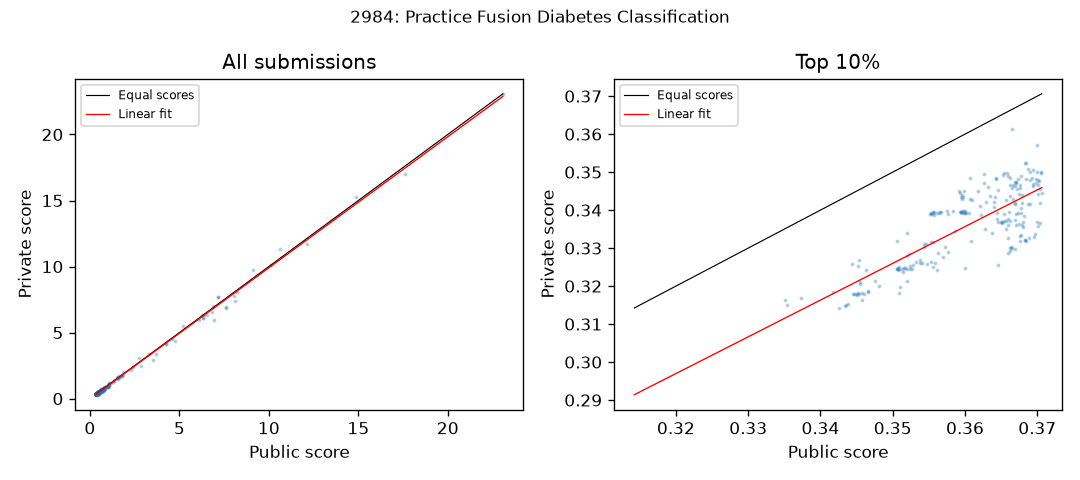 2984: Practice Fusion Diabetes Classification
All submissions
Equal scores
Linear fit
20
15
10
5
0
Private score
0
5
10
15
20
Public score
Top 10%
Equal scores
Linear fit
0.37
0.36
0.35
0.34
0.33
0.32
0.31
0.30
0.29
Private score
0.32
0.33
0.34
0.35
0.36
0.37
Public score